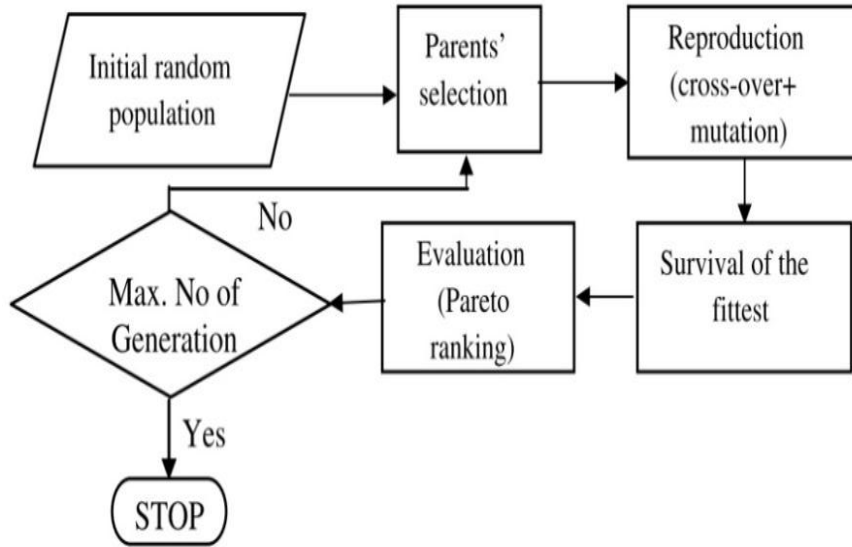 Initial random
population
Parents’
selection
Reproduction
(cross-over+
mutation)
Survival of the
fittest
Evaluation
(Pareto
ranking)
Max. No of
Generation
No
Yes
STOP